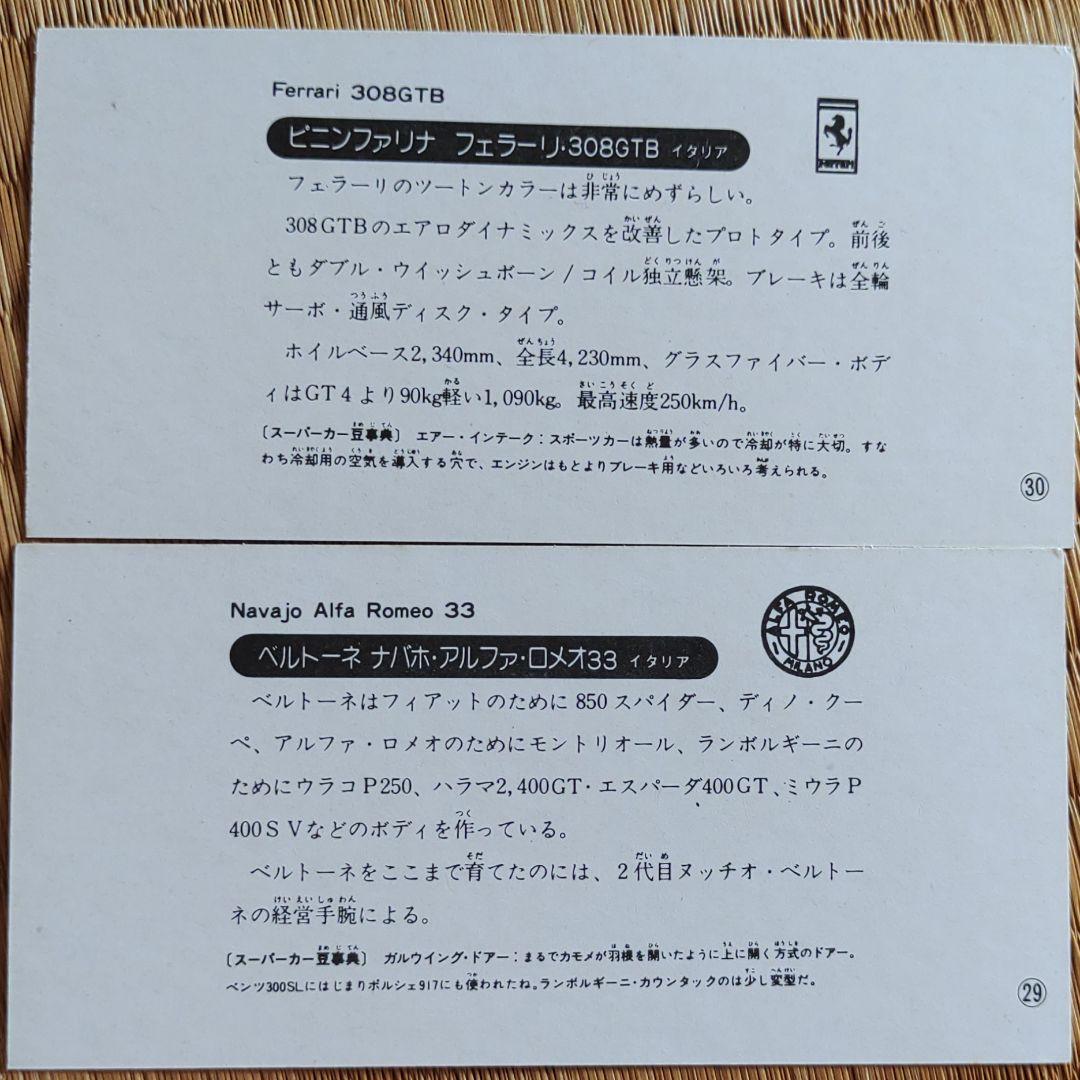 Ferrari 308GTB
ピニンファリナ フェラーリ・308GTB イタリア
Ferrari
フェラーリのツートンカラーは非常にめずらしい。
308GTBのエアロダイナミックスを改善したプロトタイプ。前後
ともダブル・ウイッシュボーン/コイル独立懸架。ブレーキは全輪
サーボ・通風ディスク・タイプ。
ホイルベース2,340mm、全長4,230mm、グラスファイバー・ボデ
ィはGT4より90kg軽い1,090kg。最高速度250km/h。
〔スーパーカー豆事典〕 エアー・インテーク:スポーツカーは熱量が多いので冷却が特に大切。すな
わち冷却用の空気を導入する穴で、エンジンはもとよりブレーキ用などいろいろ考えられる。
30
Navajo Alfa Romeo 33
ベルトーネ ナバホ・アルファ・ロメオ33 イタリア
ALFA ROMEO MILANO
ベルトーネはフィアットのために850スパイダー、ディノ・クー
ペ、アルファ・ロメオのためにモントリオール、ランボルギーニの
ためにウラコP250、ハラマ2,400GT・エスパーダ400GT、ミウラP
400SVなどのボディを作っている。
ベルトーネをここまで育てたのには、2代目ヌッチオ・ベルトー
ネの経営手腕による。
〔スーパーカー豆事典〕 ガルウイング・ドアー:まるでカモメが羽根を開いたように上に開く方式のドアー。
ベンツ300SLにはじまりポルシェ917にも使われたね。ランボルギーニ・カウンタックのは少し変型だ。
29